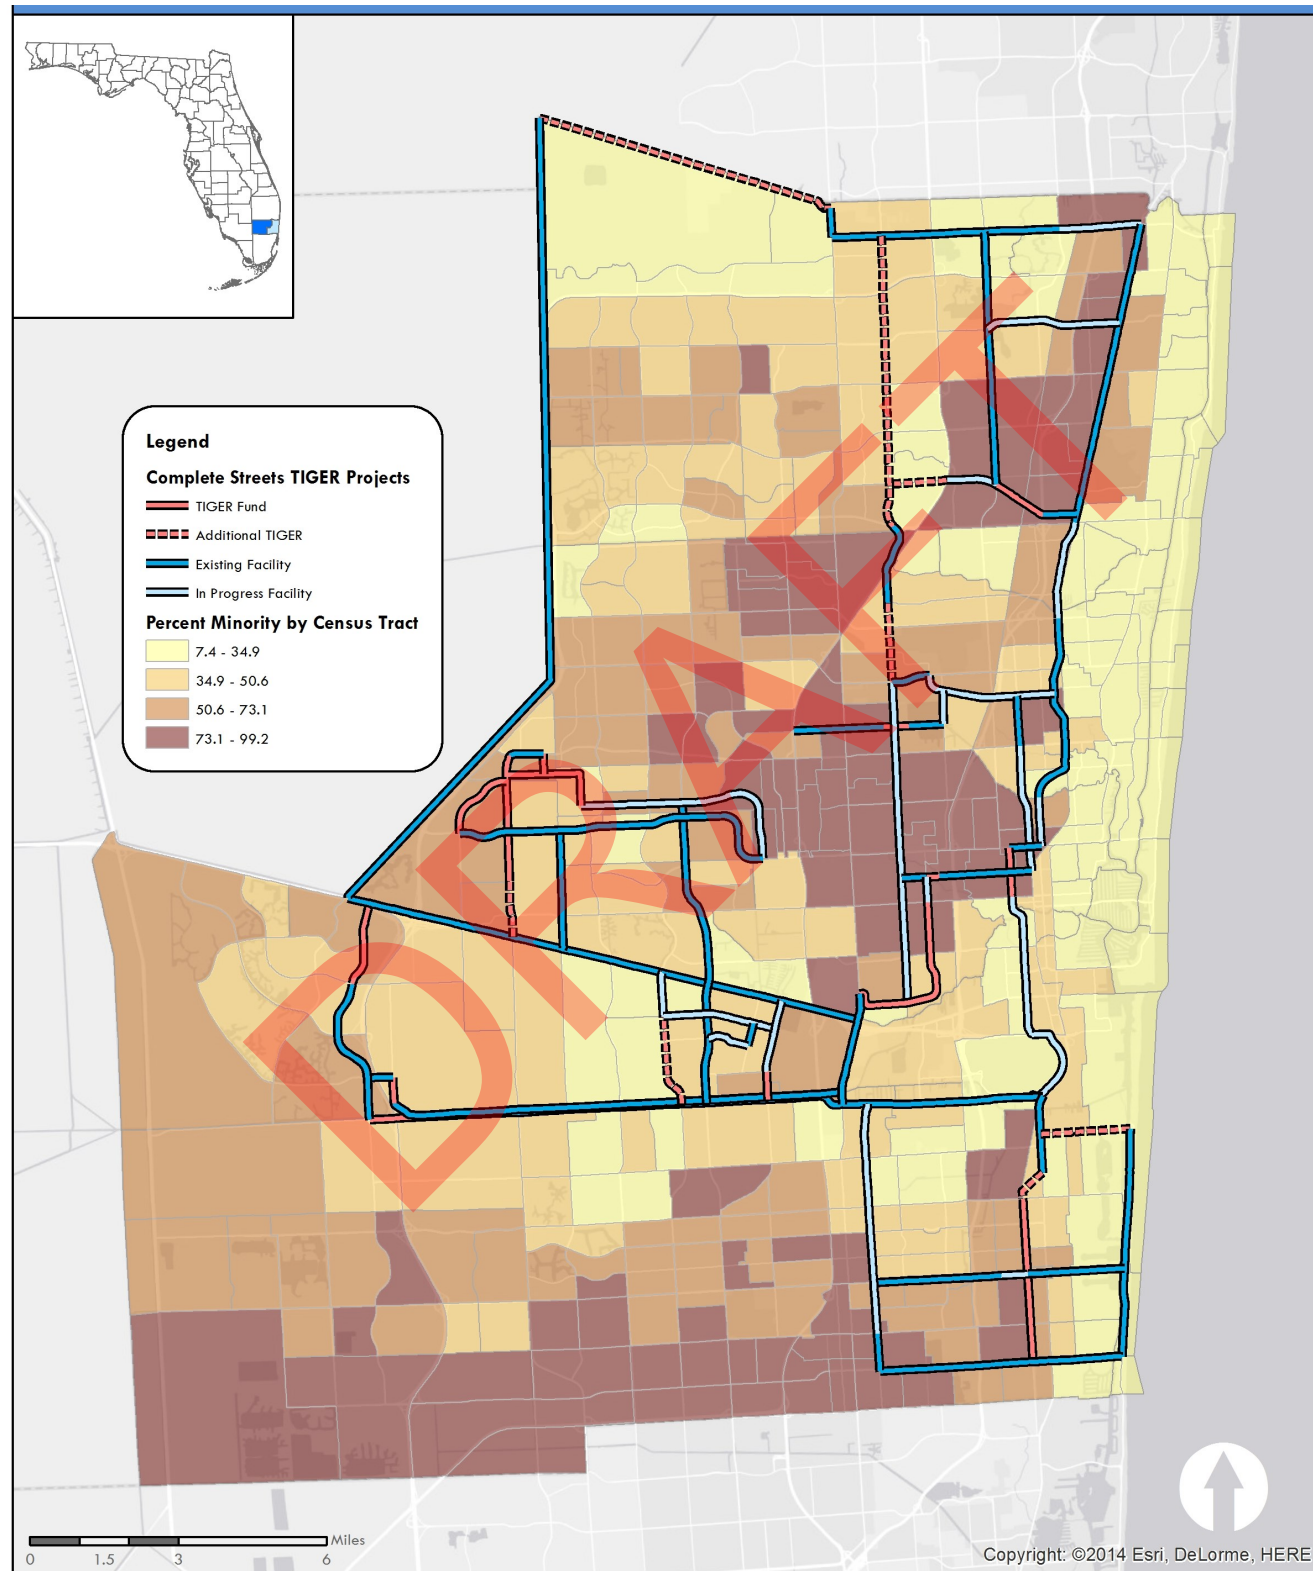 Legend
Complete Streets TIGER Projects
TIGER Fund
Additional TIGER
Existing Facility
In Progress Facility
Percent Minority by Census Tract
7.4 - 34.9
34.9 - 50.6
50.6 - 73.1
73.1 - 99.2
DRAFT
Miles
0 1.5 3 6
Copyright: ©2014 Esri, DeLorme, HERE